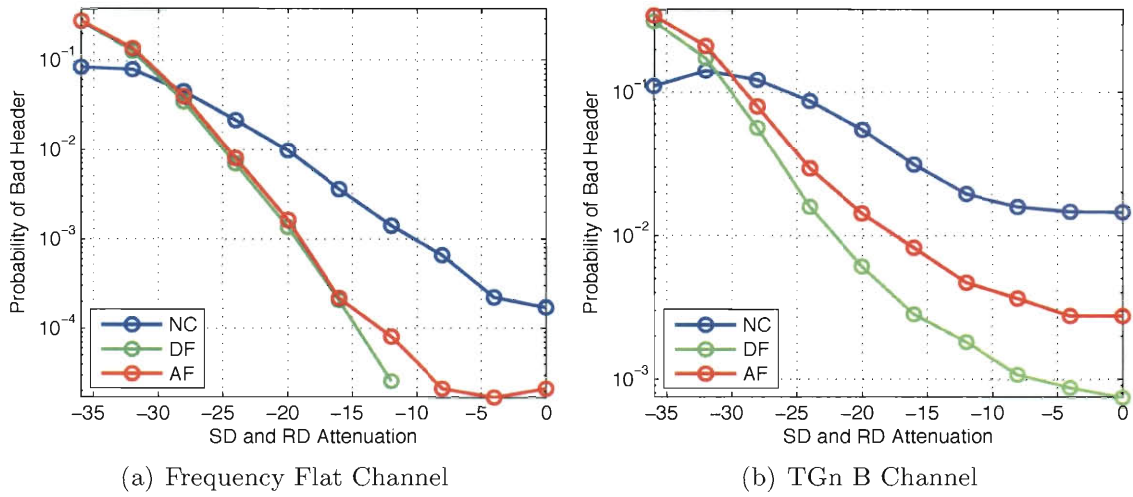 Probability of Bad Header
10^-1
10^-2
10^-3
10^-4
NC
DF
AF
−35 −30 −25 −20 −15 −10 −5 0
SD and RD Attenuation
(a) Frequency Flat Channel
Probability of Bad Header
10^-1
10^-2
10^-3
NC
DF
AF
−35 −30 −25 −20 −15 −10 −5 0
SD and RD Attenuation
(b) TGn B Channel